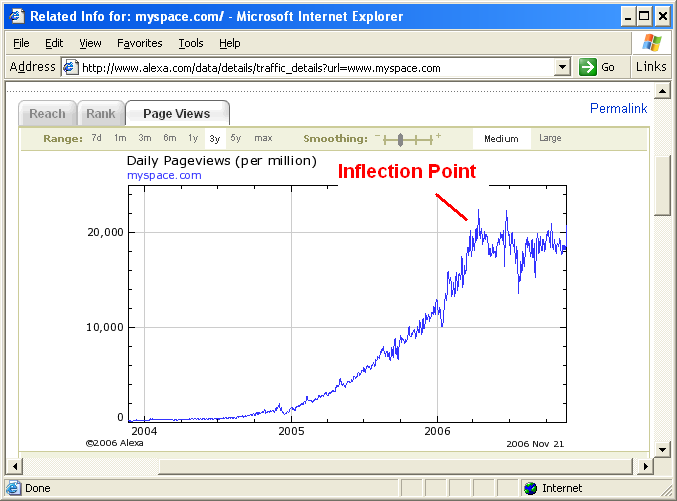 Related Info for: myspace.com/ - Microsoft Internet Explorer
File Edit View Favorites Tools Help
Address http://www.alexa.com/data/details/traffic_details?url=www.myspace.com Go Links
Reach Rank Page Views Permalink
Range: 7d 1m 3m 6m 1y 3y 5y max Smoothing: - + Medium Large
Daily Pageviews (per million)
myspace.com
Inflection Point
20,000
10,000
0
2004 2005 2006
©2006 Alexa 2006 Nov 21
Done Internet